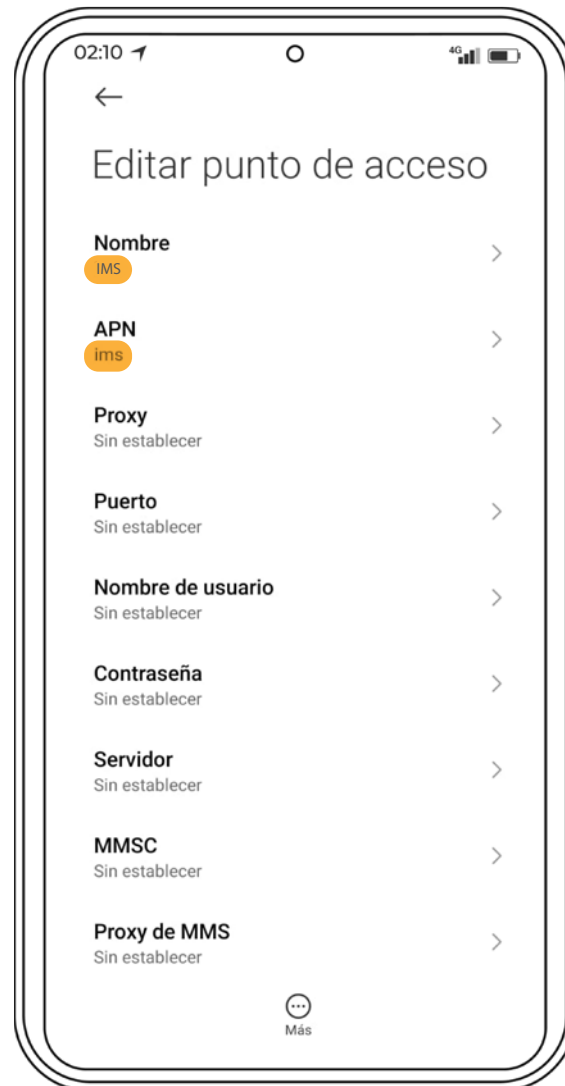 02:10
4G
Editar punto de acceso
Nombre
IMS
APN
ims
Proxy
Sin establecer
Puerto
Sin establecer
Nombre de usuario
Sin establecer
Contraseña
Sin establecer
Servidor
Sin establecer
MMSC
Sin establecer
Proxy de MMS
Sin establecer
Más